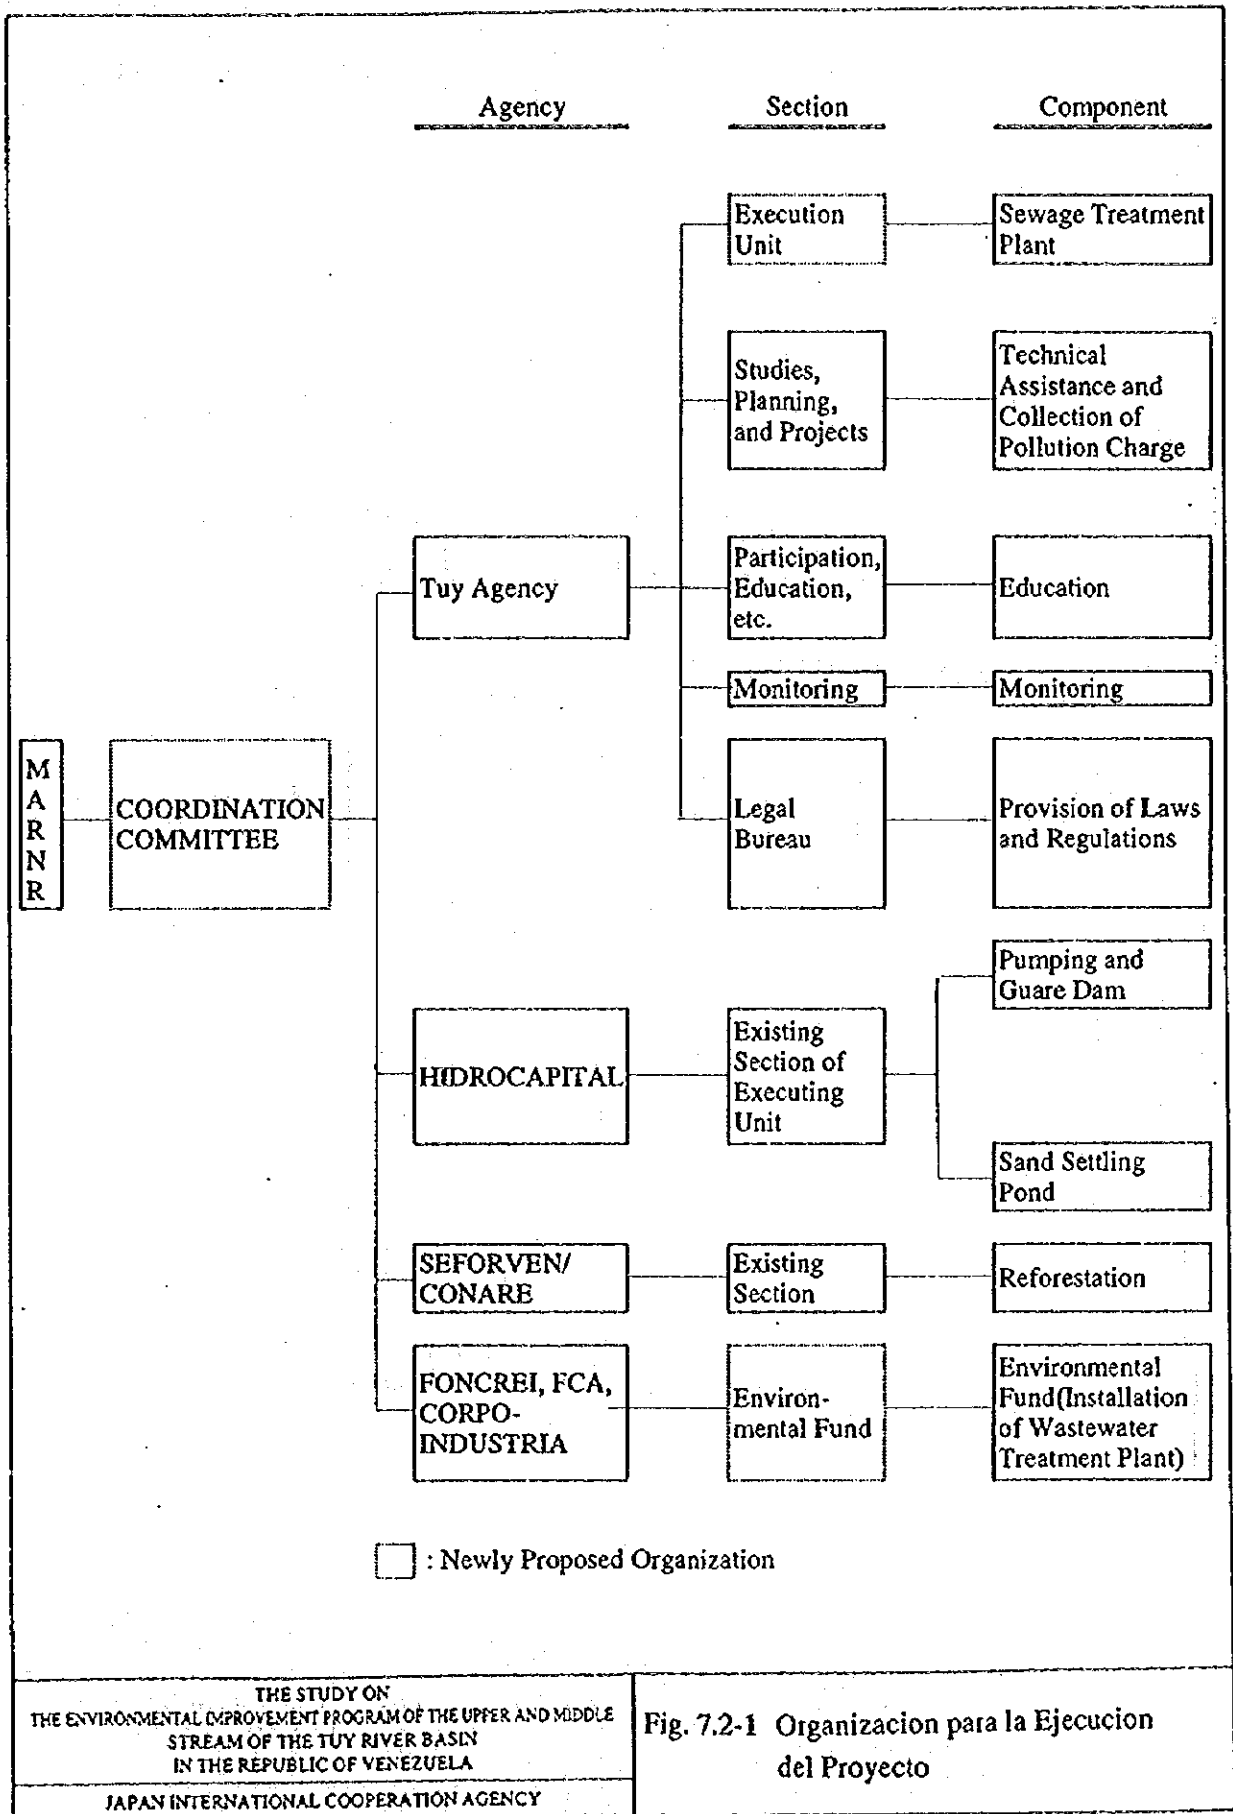 Agency
Section
Component
Execution
Unit
Sewage Treatment
Plant
Studies,
Planning,
and Projects
Technical
Assistance and
Collection of
Pollution Charge
Tuy Agency
Participation,
Education,
etc.
Education
Monitoring
Monitoring
M
A
R
N
R
COORDINATION
COMMITTEE
Legal
Bureau
Provision of Laws
and Regulations
Pumping and
Guare Dam
HIDROCAPITAL
Existing
Section of
Executing
Unit
Sand Settling
Pond
SEFORVEN/
CONARE
Existing
Section
Reforestation
FONCREI, FCA,
CORPO-
INDUSTRIA
Environ-
mental Fund
Environmental
Fund(Installation
of Wastewater
Treatment Plant)
: Newly Proposed Organization
THE STUDY ON
THE ENVIRONMENTAL IMPROVEMENT PROGRAM OF THE UPPER AND MIDDLE
STREAM OF THE TUY RIVER BASIN
IN THE REPUBLIC OF VENEZUELA
JAPAN INTERNATIONAL COOPERATION AGENCY
Fig. 7.2-1 Organizacion para la Ejecucion
del Proyecto